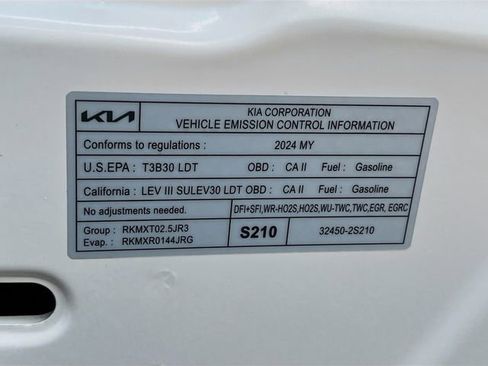 KIA
KIA CORPORATION
VEHICLE EMISSION CONTROL INFORMATION
Conforms to regulations : 2024 MY
U.S.EPA : T3B30 LDT OBD : CA II Fuel : Gasoline
California : LEV III SULEV30 LDT OBD : CA II Fuel : Gasoline
No adjustments needed.
DFI+SFI,WR-HO2S,HO2S,WU-TWC,TWC,EGR, EGRC
Group : RKMXT02.5JR3
Evap. : RKMXR0144JRG
S210
32450-2S210